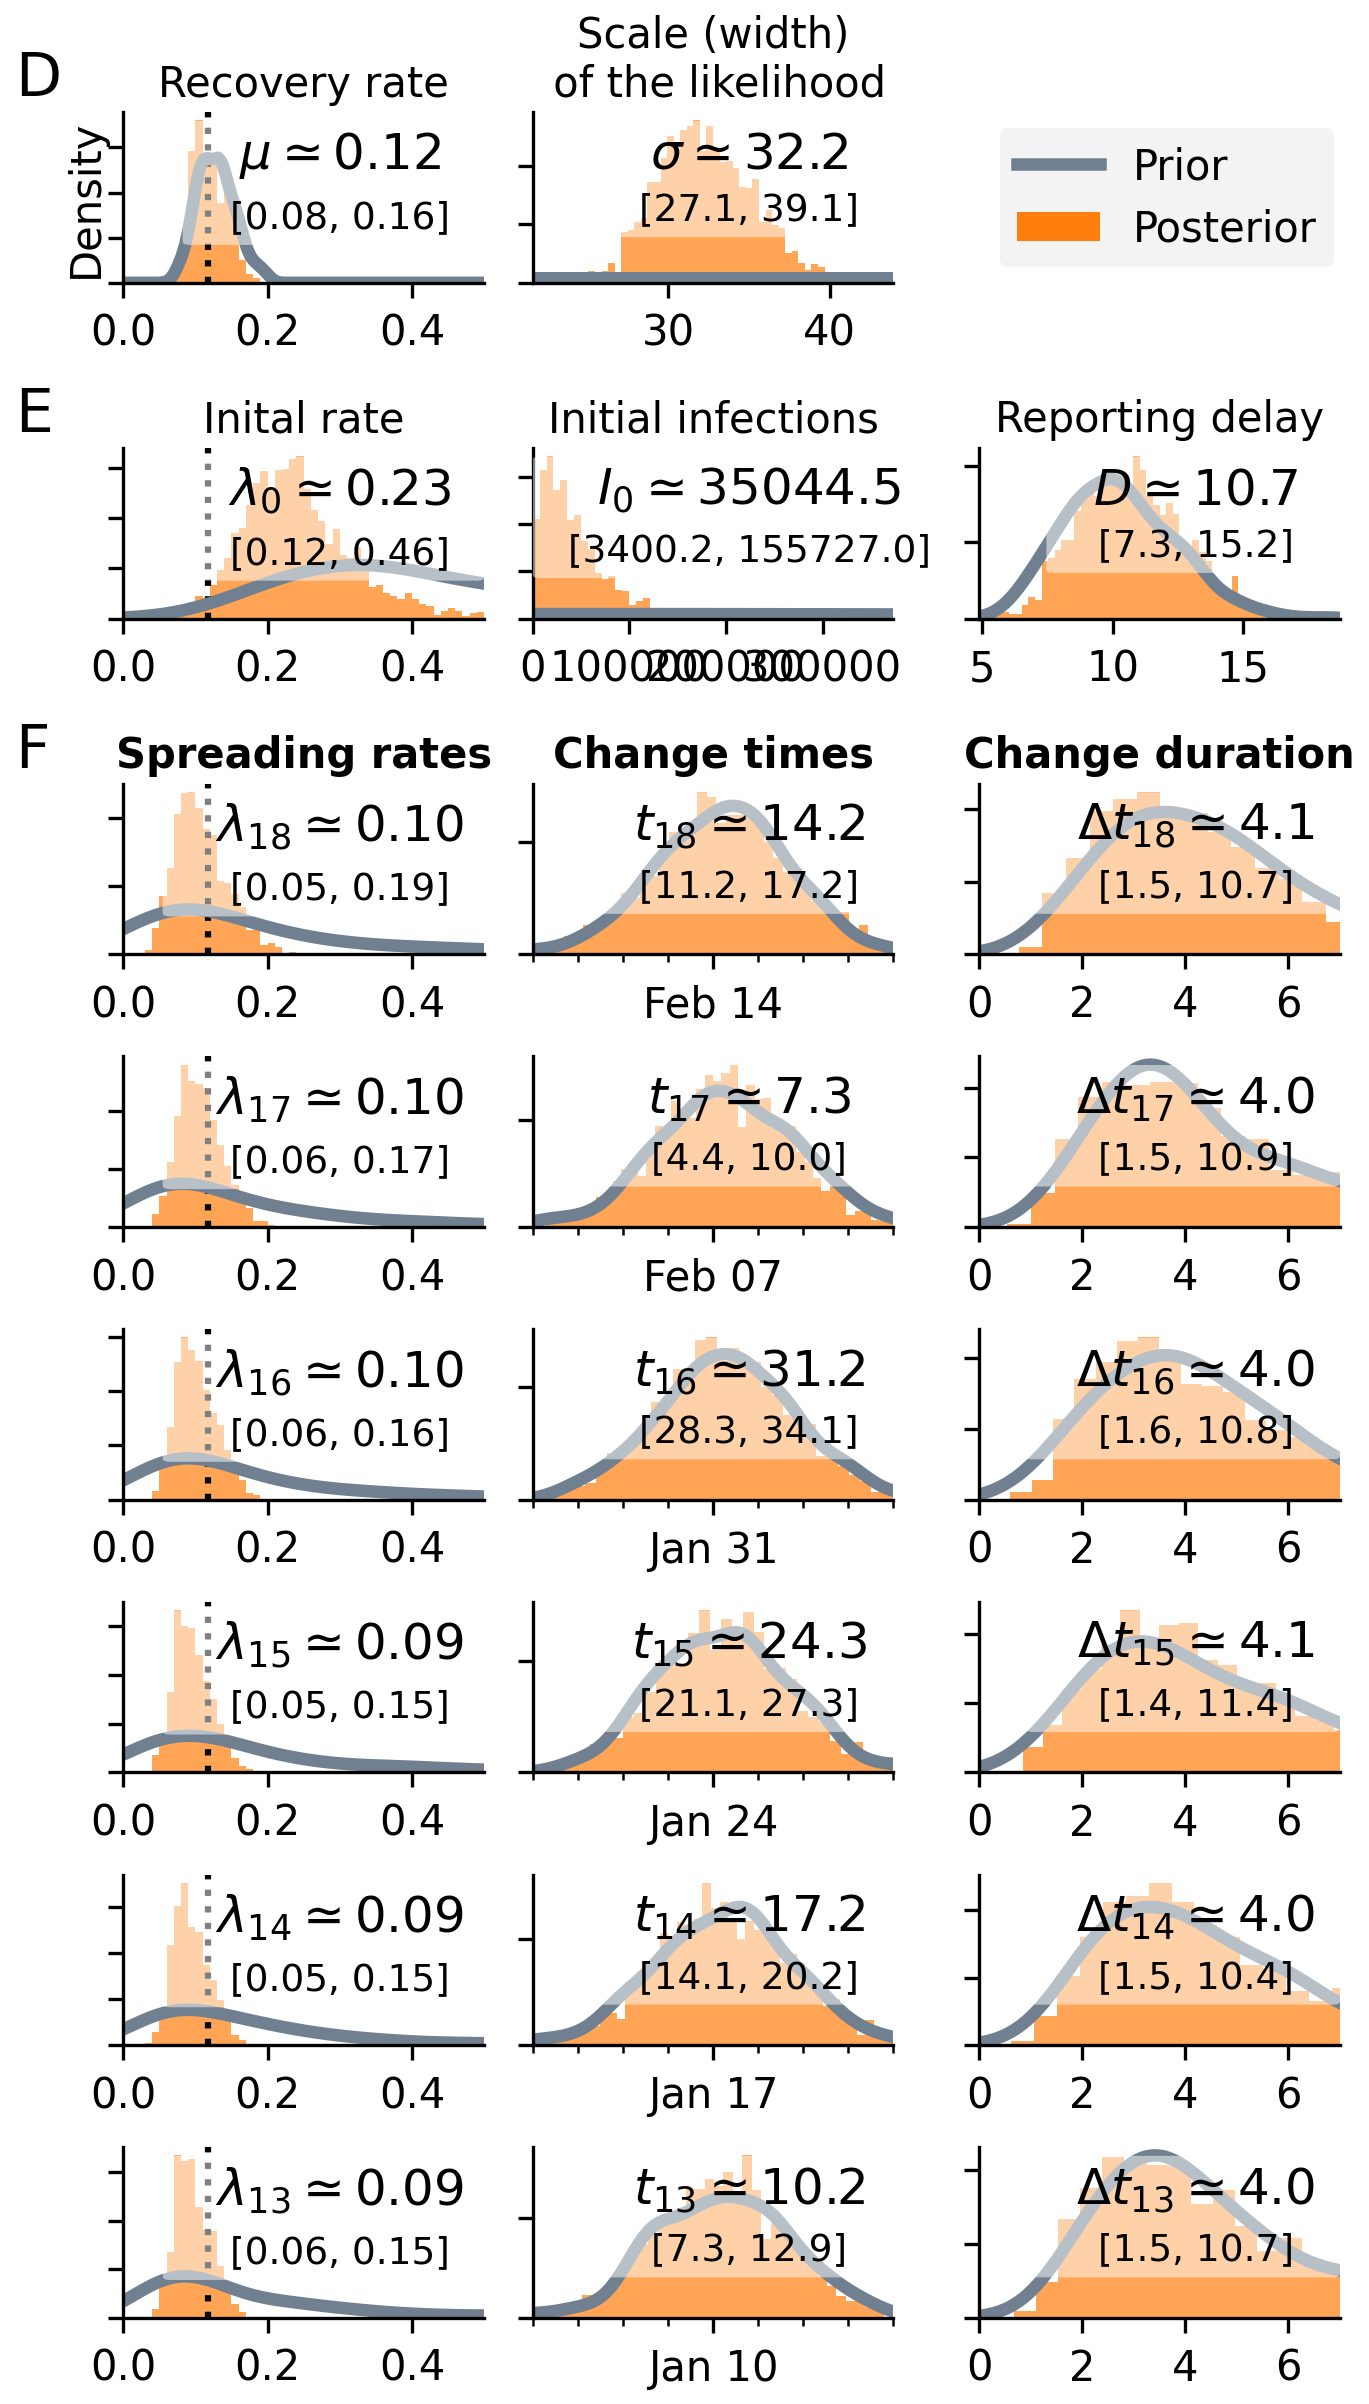 D
Recovery rate
Scale (width)
of the likelihood
Density
μ ≃ 0.12
[0.08, 0.16]
σ ≃ 32.2
[27.1, 39.1]
Prior
Posterior
0.0 0.2 0.4
30 40
E
Inital rate
Initial infections
Reporting delay
λ0 ≃ 0.23
[0.12, 0.46]
I0 ≃ 35044.5
[3400.2, 155727.0]
D ≃ 10.7
[7.3, 15.2]
0.0 0.2 0.4
0 100000 200000 300000
5 10 15
F
Spreading rates
Change times
Change duration
λ18 ≃ 0.10
[0.05, 0.19]
t18 ≃ 14.2
[11.2, 17.2]
Δt18 ≃ 4.1
[1.5, 10.7]
0.0 0.2 0.4
Feb 14
0 2 4 6
λ17 ≃ 0.10
[0.06, 0.17]
t17 ≃ 7.3
[4.4, 10.0]
Δt17 ≃ 4.0
[1.5, 10.9]
0.0 0.2 0.4
Feb 07
0 2 4 6
λ16 ≃ 0.10
[0.06, 0.16]
t16 ≃ 31.2
[28.3, 34.1]
Δt16 ≃ 4.0
[1.6, 10.8]
0.0 0.2 0.4
Jan 31
0 2 4 6
λ15 ≃ 0.09
[0.05, 0.15]
t15 ≃ 24.3
[21.1, 27.3]
Δt15 ≃ 4.1
[1.4, 11.4]
0.0 0.2 0.4
Jan 24
0 2 4 6
λ14 ≃ 0.09
[0.05, 0.15]
t14 ≃ 17.2
[14.1, 20.2]
Δt14 ≃ 4.0
[1.5, 10.4]
0.0 0.2 0.4
Jan 17
0 2 4 6
λ13 ≃ 0.09
[0.06, 0.15]
t13 ≃ 10.2
[7.3, 12.9]
Δt13 ≃ 4.0
[1.5, 10.7]
0.0 0.2 0.4
Jan 10
0 2 4 6